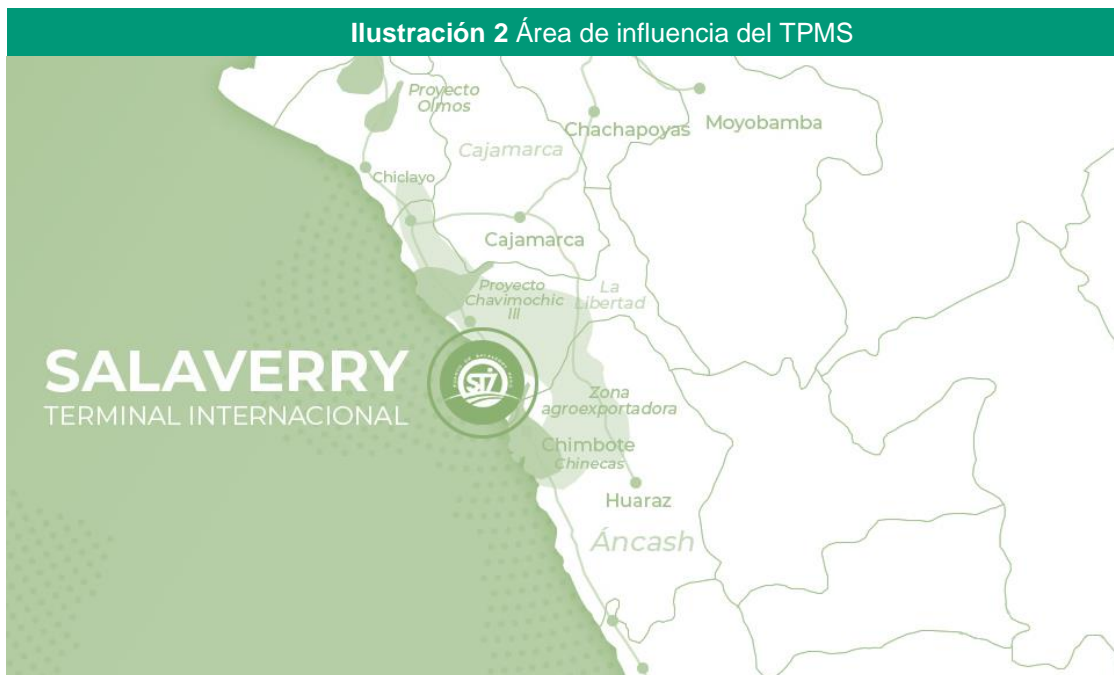 Ilustración 2 Área de influencia del TPMS
Proyecto
Olmos
Chachapoyas
Moyobamba
Cajamarca
Chiclayo
Cajamarca
Proyecto
Chavimochic
III
La
Libertad
SALAVERRY
TERMINAL INTERNACIONAL
STI
Zona
agroexportadora
Chimbote
Chinecas
Huaraz
Áncash